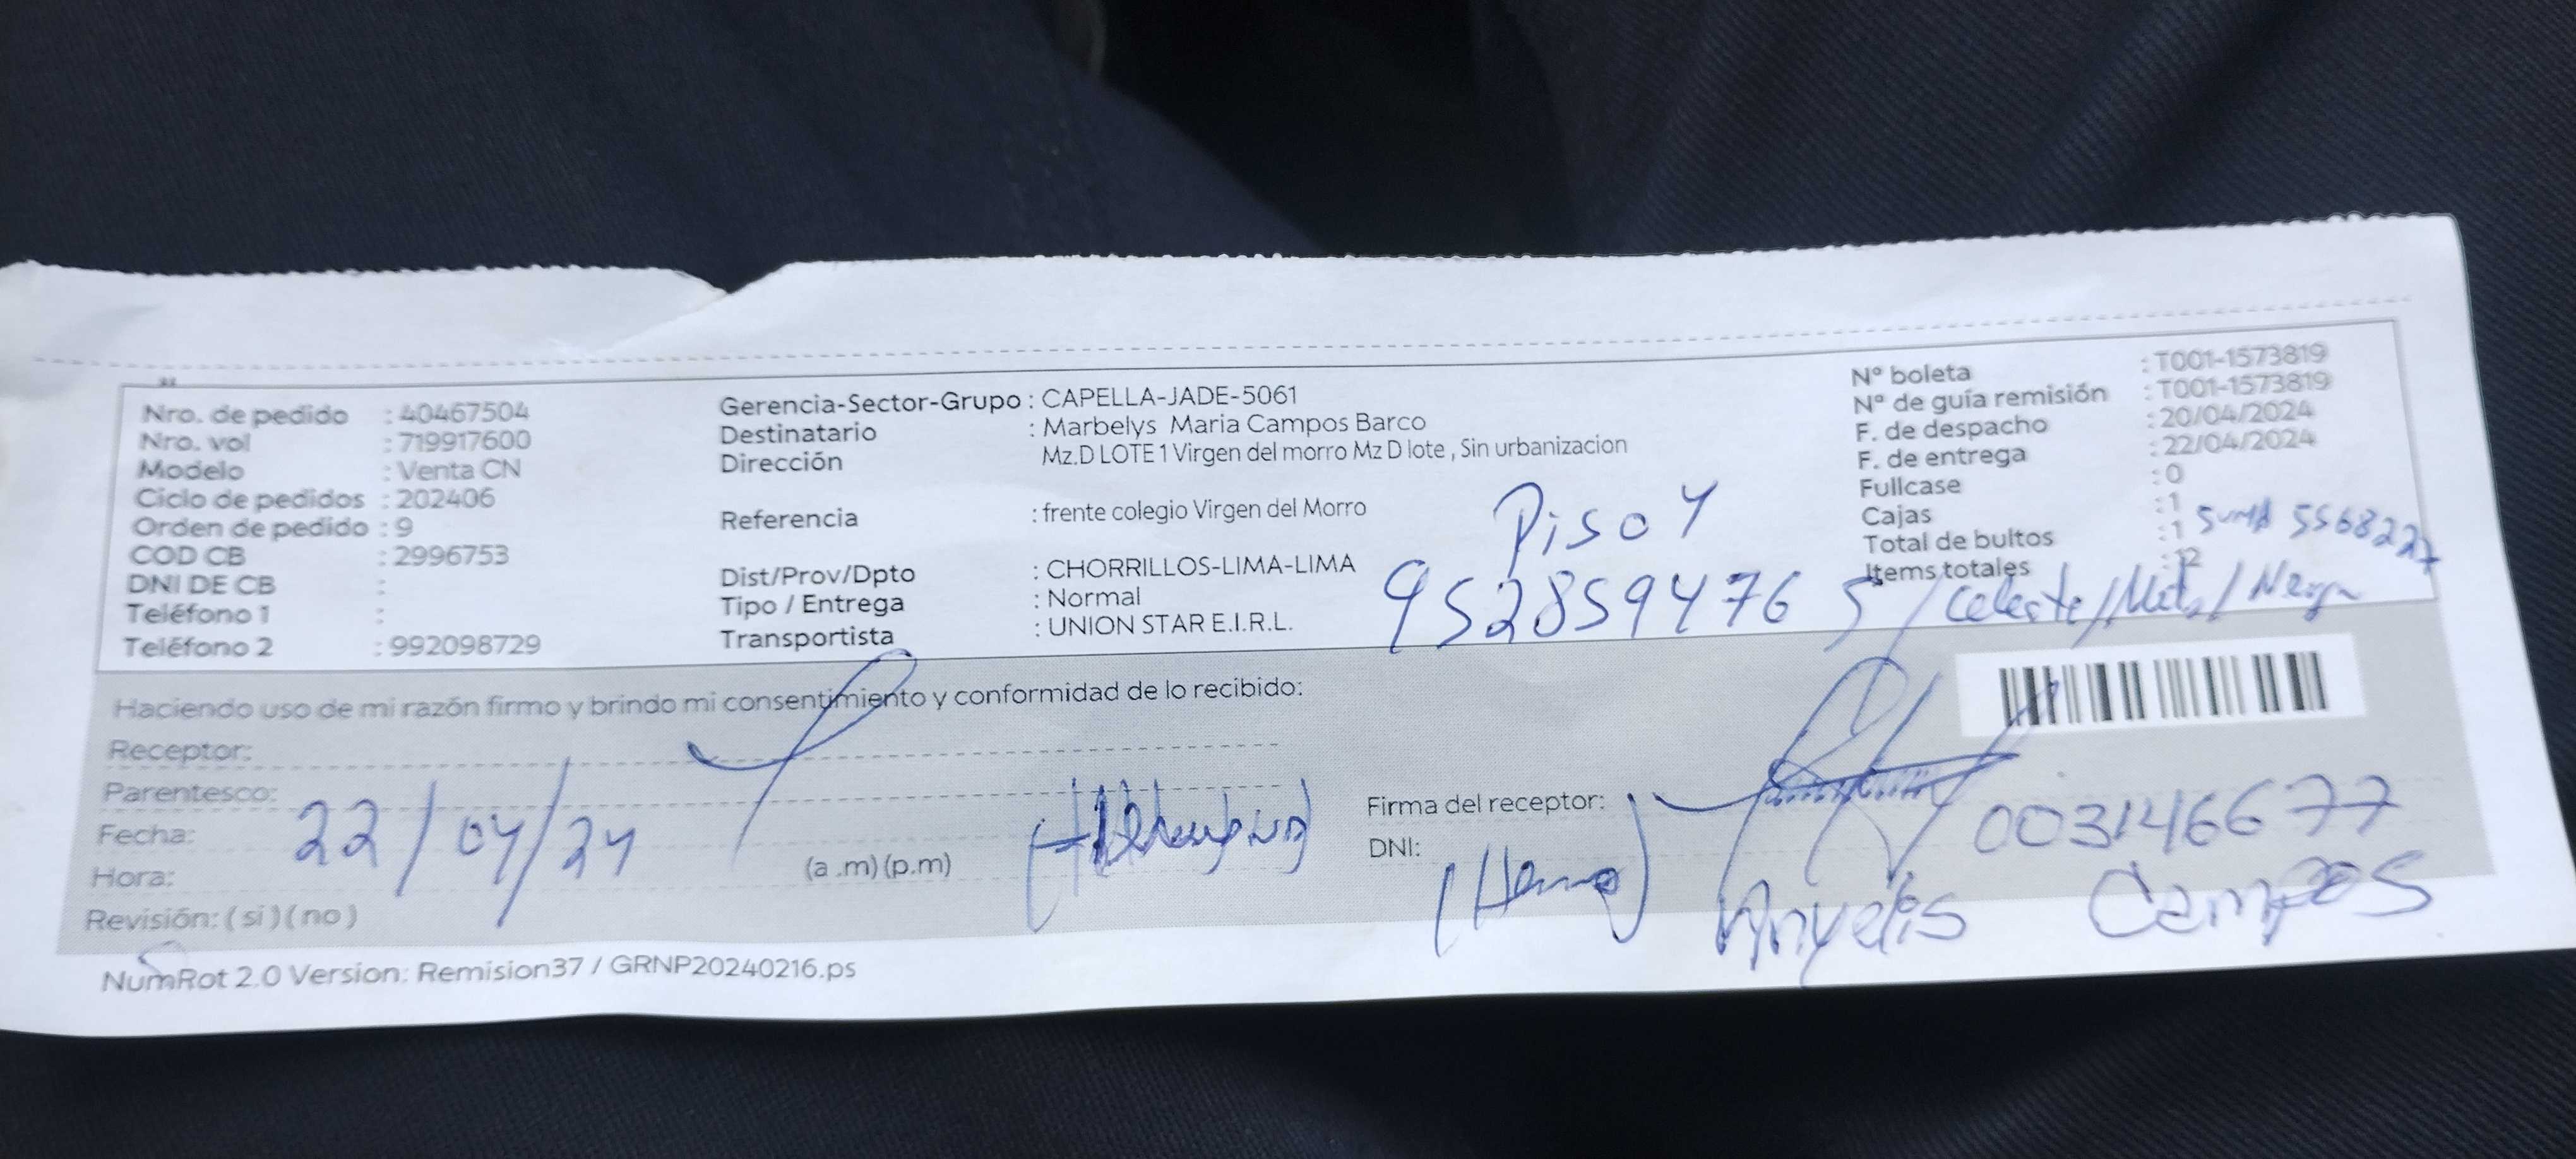 Nro. de pedido : 40467504
Nro. vol : 719917600
Modelo : Venta CN
Ciclo de pedidos : 202406
Orden de pedido : 9
COD CB : 2996753
DNI DE CB :
Teléfono 1 :
Teléfono 2 : 992098729
Gerencia-Sector-Grupo : CAPELLA-JADE-5061
Destinatario : Marbelys Maria Campos Barco
Dirección Mz.D LOTE 1 Virgen del morro Mz D lote , Sin urbanizacion
Referencia : frente colegio Virgen del Morro
Dist/Prov/Dpto : CHORRILLOS-LIMA-LIMA
Tipo / Entrega : Normal
Transportista : UNION STAR E.I.R.L.
Piso 4
952859476
Nº boleta : T001-1573819
Nº de guía remisión : T001-1573819
F. de despacho : 20/04/2024
F. de entrega : 22/04/2024
Fullcase : 0
Cajas : 1
Total de bultos : 1
Items totales : 12
5568227
5/Celeste/
Haciendo uso de mi razón firmo y brindo mi consentimiento y conformidad de lo recibido:
Receptor:
Parentesco:
Fecha: 22/04/24
Hora: (a .m) (p.m)
Revisión: ( si ) ( no )
Firma del receptor:
DNI: 003146677
Anyelis Campos
NumRot 2.0 Version: Remision37 / GRNP20240216.ps